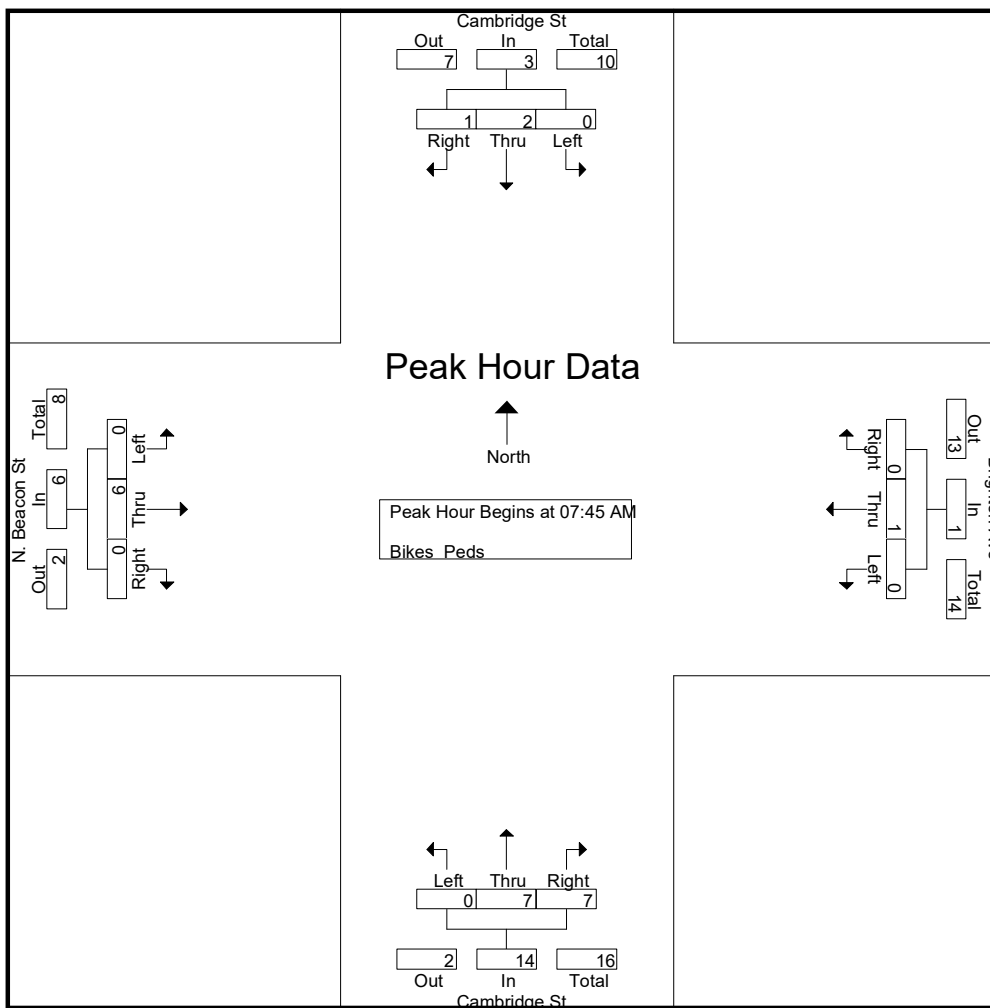 Cambridge St
Out In Total
7 3 10
1 2 0
Right Thru Left
Peak Hour Data
North
Peak Hour Begins at 07:45 AM
Bikes Peds
N. Beacon St
Out In Total
2 6 8
0 6 0
Left Thru Right
Right Thru Left
0 1 0
Out In Total
13 1 14
Left Thru Right
0 7 7
2 14 16
Out In Total
Cambridge St